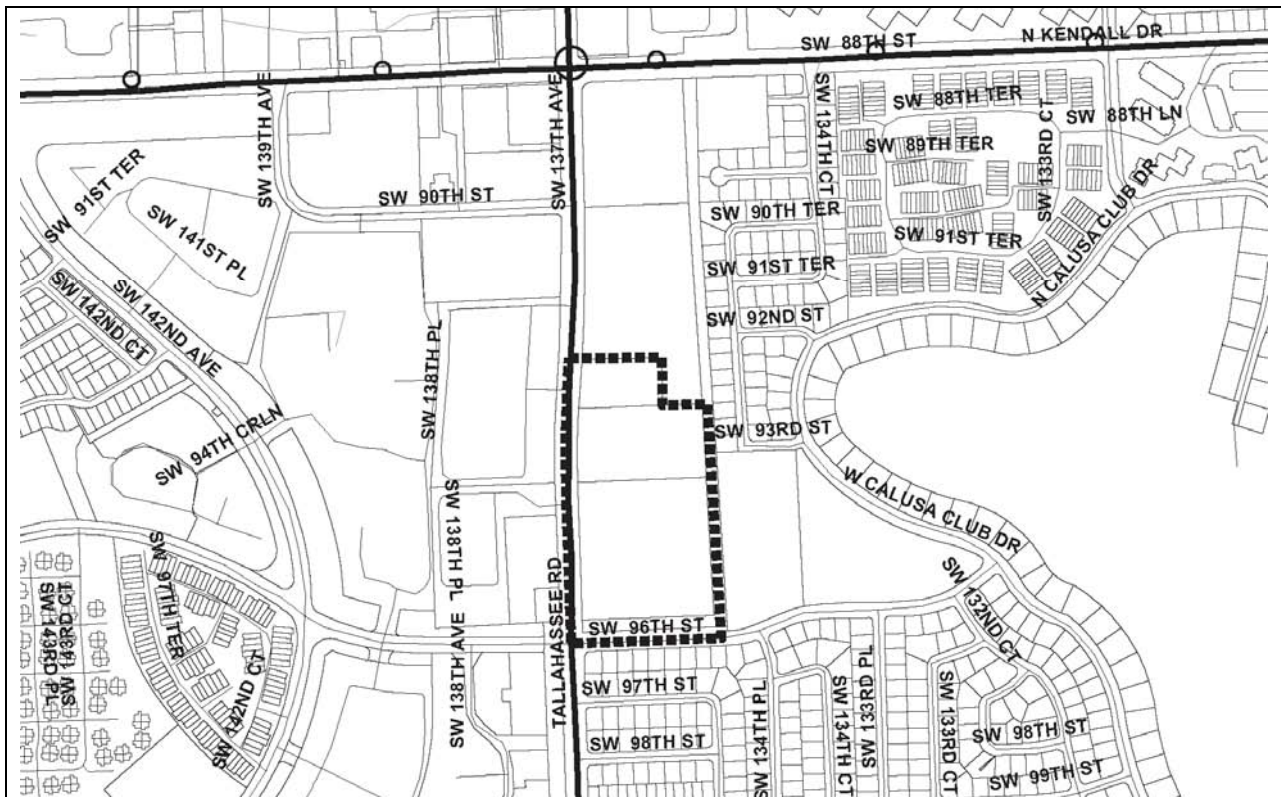 SW 88TH ST
N KENDALL DR
SW 139TH AVE
SW 137TH AVE
SW 134TH CT
SW 88TH TER
SW 133RD CT
SW 88TH LN
SW 89TH TER
SW 91ST TER
SW 90TH ST
SW 90TH TER
SW 141ST PL
SW 91ST TER
N CALUSA CLUB DR
SW 91ST TER
SW 142ND AVE
SW 142ND CT
SW 92ND ST
SW 138TH PL
SW 94TH CRLN
SW 93RD ST
W CALUSA CLUB DR
SW 138TH PL
SW 97TH TER
TALLAHASSEE RD
SW 132ND CT
SW 143RD PL
SW 143RD CT
SW 96TH ST
SW 142ND CT
SW 138TH AVE
SW 97TH ST
SW 134TH PL
SW 134TH CT
SW 133RD PL
SW 133RD CT
SW 98TH ST
SW 98TH ST
SW 99TH ST